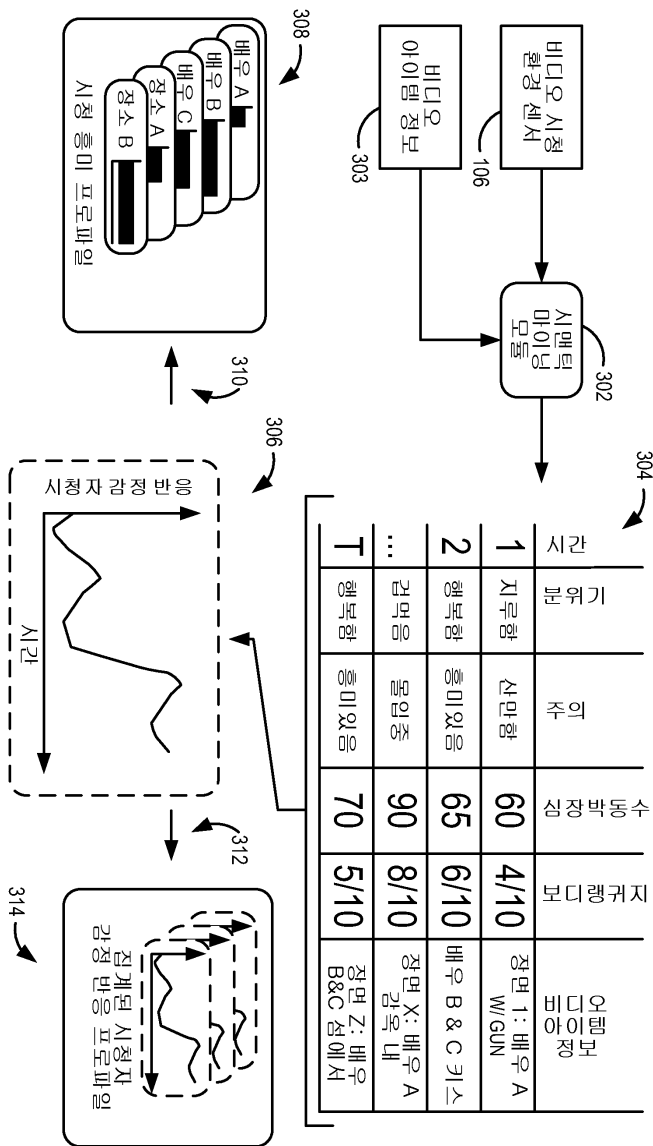 비디오 시청
환경 센서
106
비디오
아이템 정보
303
시맨틱
마이닝
모듈
302
304
시간
분위기
주의
심장박동수
보디랭귀지
비디오
아이템
정보
1
지루함
산만함
60
4/10
장면 1: 배우 A
W/ GUN
2
행복함
흥미있음
65
6/10
배우 B & C 키스
...
겁먹음
몰입중
90
8/10
장면 X: 배우 A
감옥 내
T
행복함
흥미있음
70
5/10
장면 Z: 배우
B&C 섬에서
308
배우 A
배우 B
배우 C
장소 A
장소 B
시청 흥미 프로파일
310
306
시청자 감정 반응
시간
312
314
집계된 시청자
감정 반응 프로파일